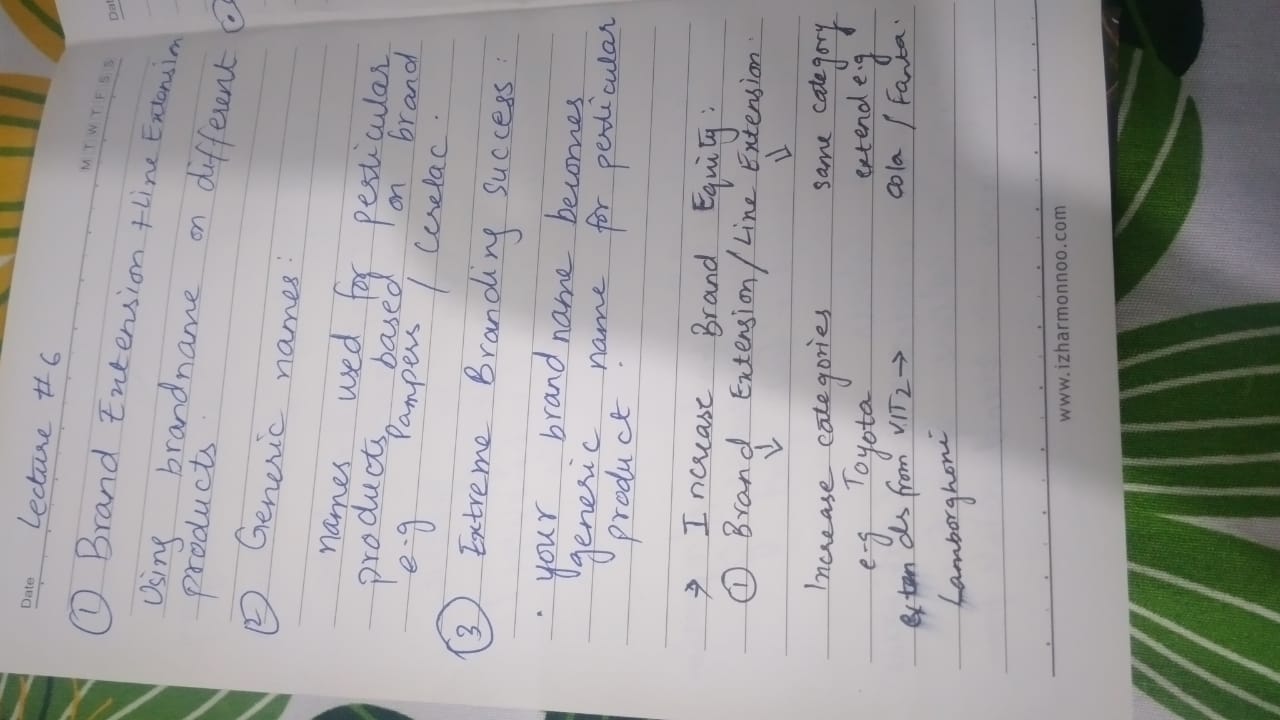 Date Lecture # 6
M T W T F S S
① Brand Extension + Line Extension
Using brandname on different
products.
② Generic names:
names used for perticular
products based on brand
e.g Pampers / Cerelac.
③ Extreme Branding Success:
• your brandname becomes
generic name for perticular
product.
→ Increase Brand Equity:
① Brand Extension / Line Extension.
↓ ↓
Increase categories same category
e-g Toyota extend e.g
extends from VITZ → cola / Fanta.
Lamborghoni
www.izharmonnoo.com